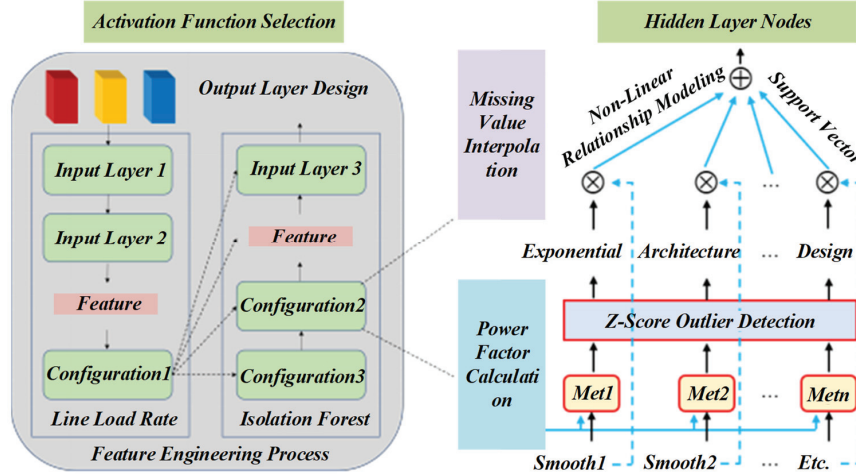 Activation Function Selection
Output Layer Design
Input Layer 1
Input Layer 2
Feature
Configuration1
Line Load Rate
Input Layer 3
Feature
Configuration2
Configuration3
Isolation Forest
Feature Engineering Process
Missing
Value
Interpola
tion
Power
Factor
Calculati
on
Hidden Layer Nodes
Non-Linear
Relationship Modeling
Support Vector
...
Exponential Architecture ... Design
Z-Score Outlier Detection
Met1 Met2 ... Metn
Smooth1 Smooth2 ... Etc.